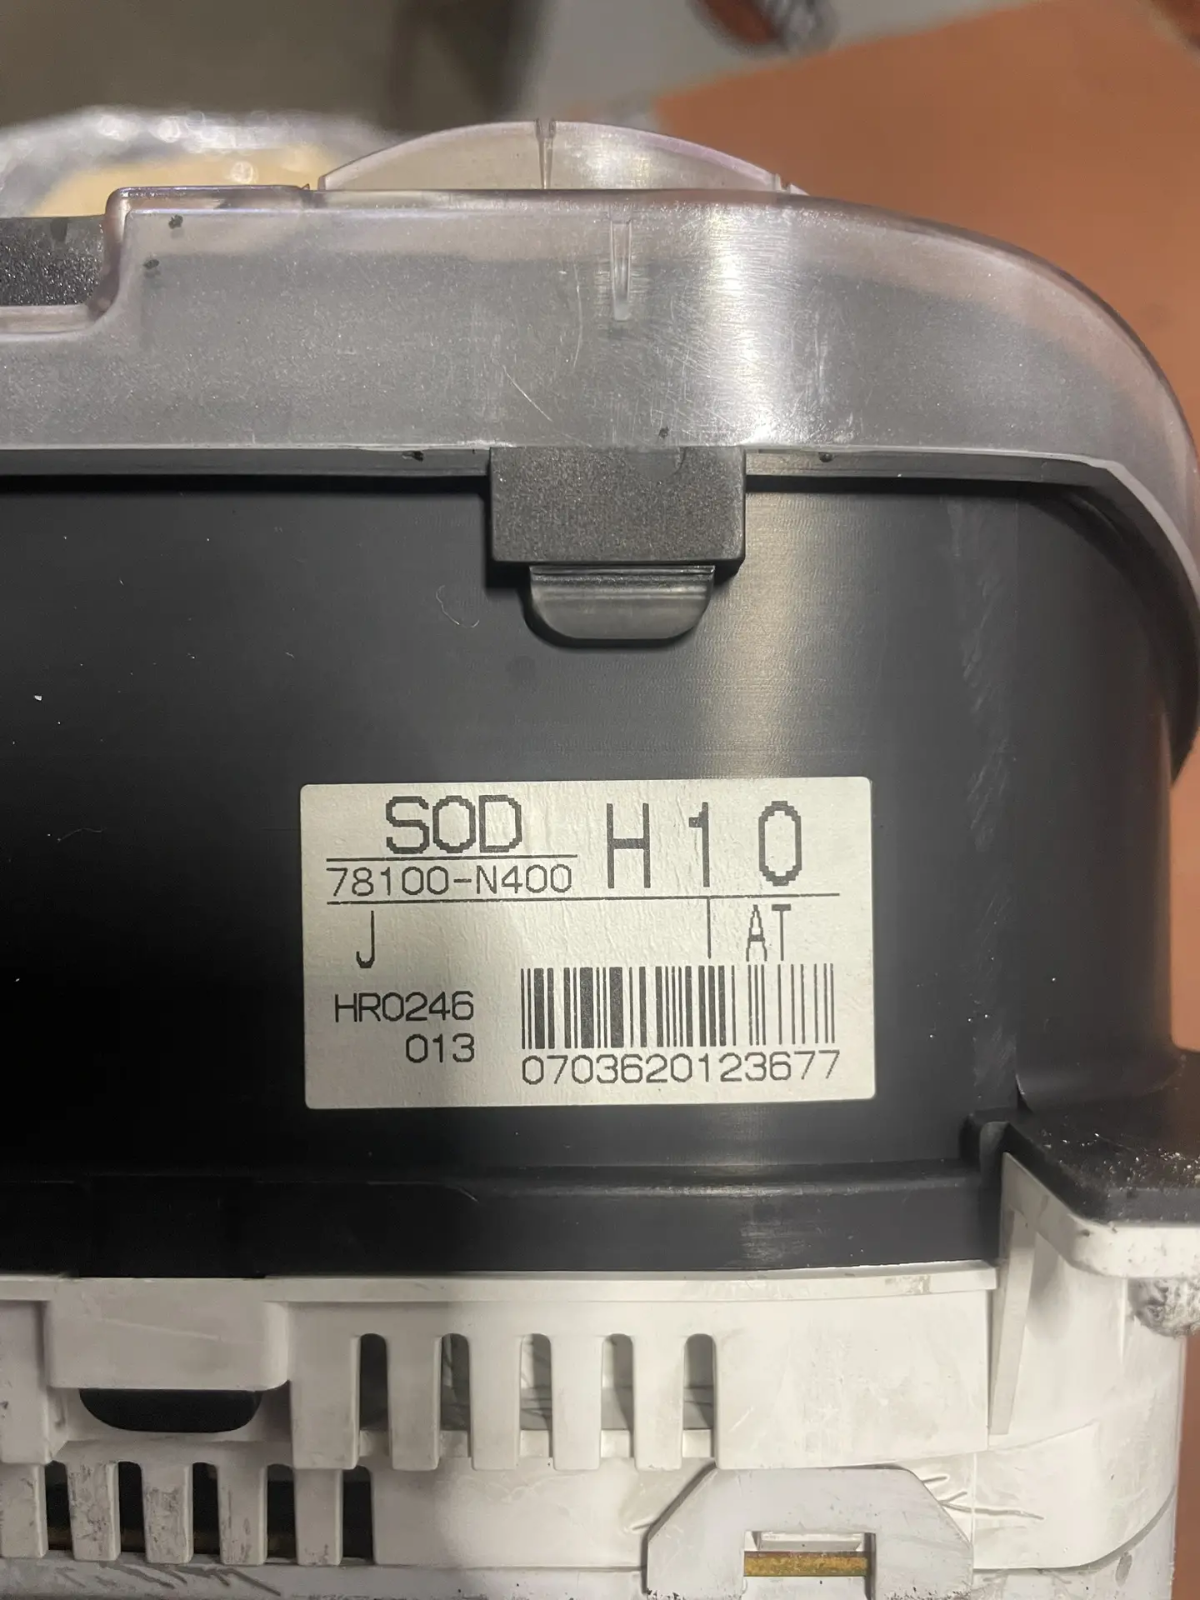 SOD H10
78100-N400
J AT
HR0246
013
0703620123677